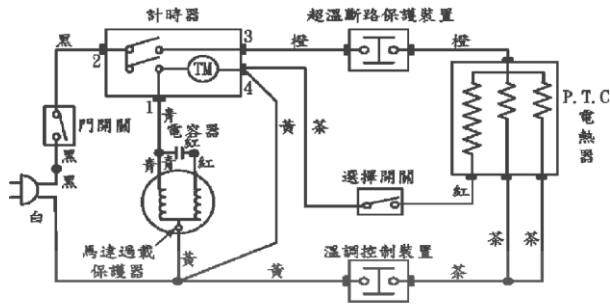 計時器
超溫斷路保護裝置
黑
2
3
橙
橙
TM
4
1
青
電容器
紅
青青
紅
黃
茶
P.T.C
電熱器
門開關
黑
黑
選擇開關
紅
台
馬達過載
保護器
黃
黃
溫調控制裝置
茶
茶
茶